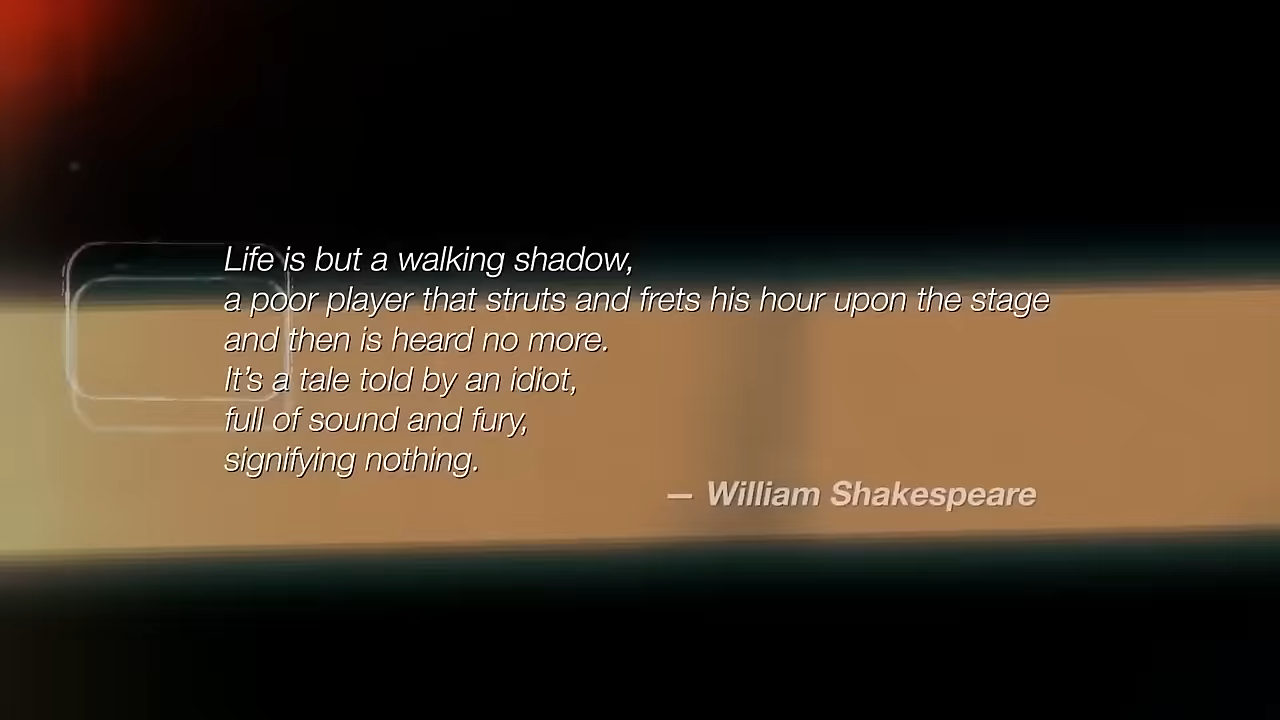 Life is but a walking shadow,
a poor player that struts and frets his hour upon the stage
and then is heard no more.
It’s a tale told by an idiot,
full of sound and fury,
signifying nothing.
— William Shakespeare